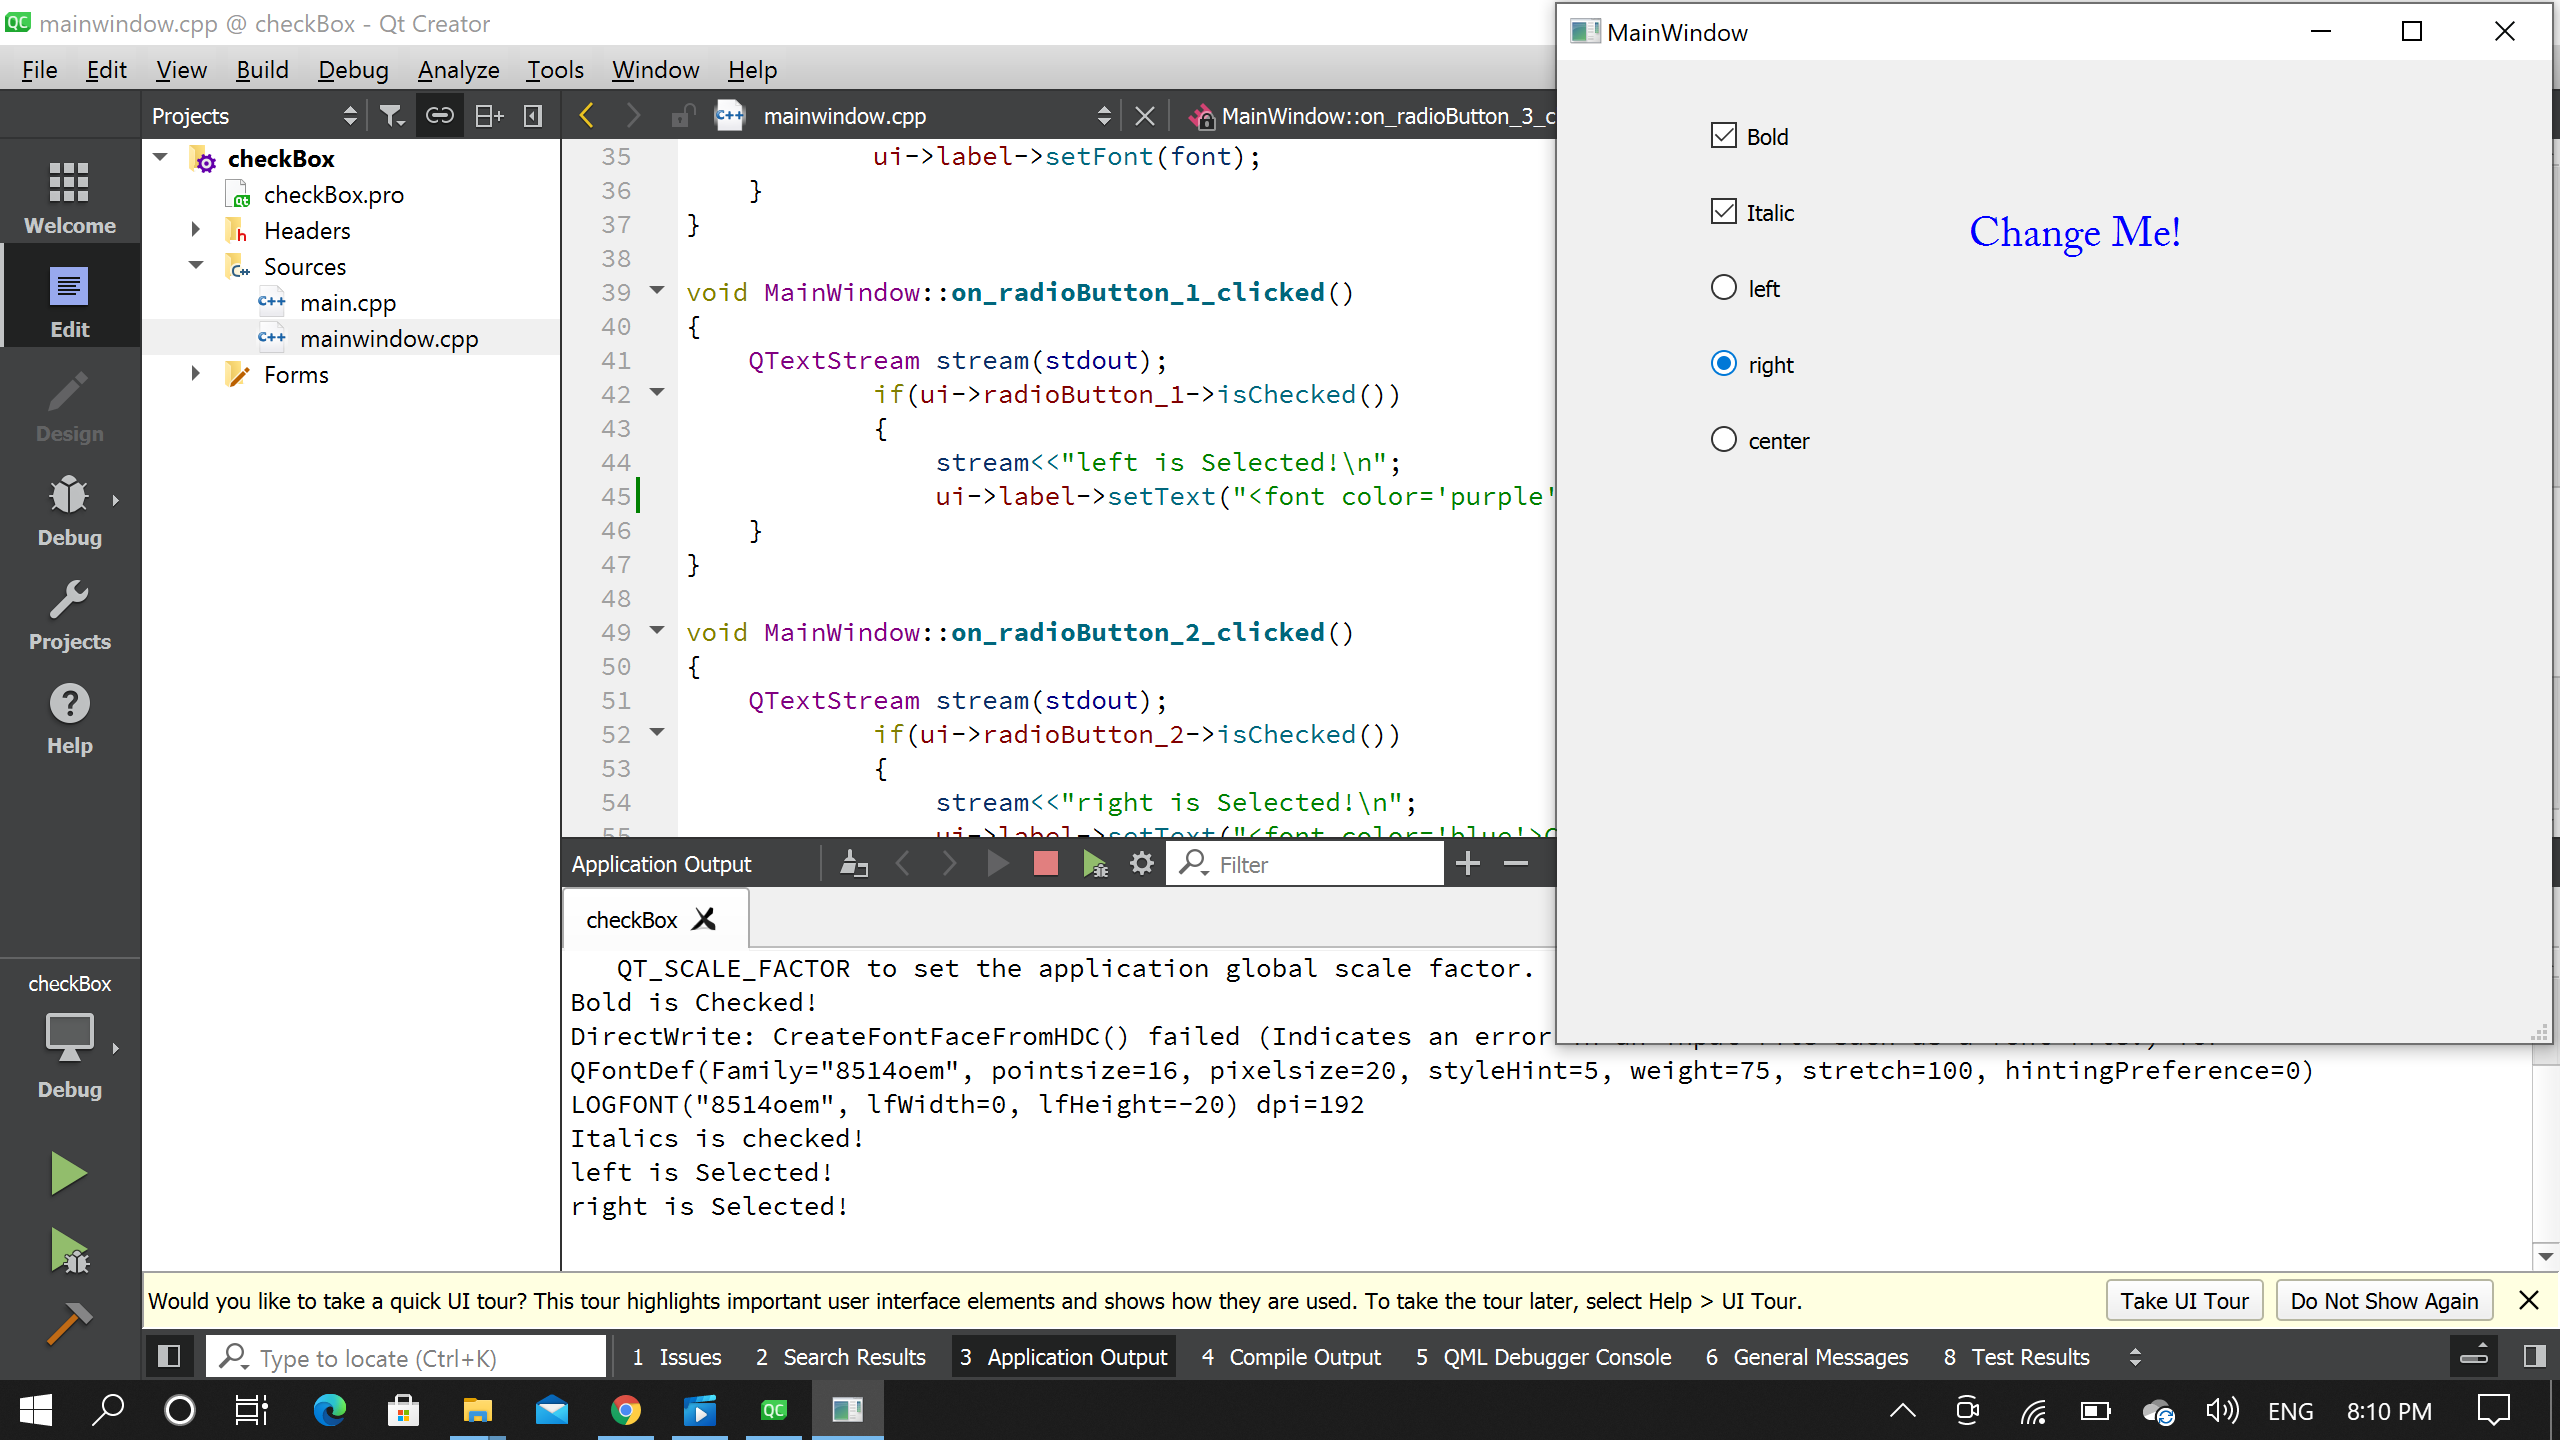 mainwindow.cpp @ checkBox - Qt Creator
File Edit View Build Debug Analyze Tools Window Help
Projects
mainwindow.cpp
MainWindow::on_radioButton_3_c
Welcome
Edit
Design
Debug
Projects
Help
checkBox
Debug
checkBox
checkBox.pro
Headers
Sources
main.cpp
mainwindow.cpp
Forms
35 ui->label->setFont(font);
36 }
37 }
38
39 void MainWindow::on_radioButton_1_clicked()
40 {
41 QTextStream stream(stdout);
42 if(ui->radioButton_1->isChecked())
43 {
44 stream<<"left is Selected!\n";
45 ui->label->setText("<font color='purple'
46 }
47 }
48
49 void MainWindow::on_radioButton_2_clicked()
50 {
51 QTextStream stream(stdout);
52 if(ui->radioButton_2->isChecked())
53 {
54 stream<<"right is Selected!\n";
55 ui->label->setText("<font color='blue'>C
MainWindow
Bold
Italic
left
right
center
Change Me!
Application Output
Filter
checkBox
QT_SCALE_FACTOR to set the application global scale factor.
Bold is Checked!
DirectWrite: CreateFontFaceFromHDC() failed (Indicates an error
QFontDef(Family="8514oem", pointsize=16, pixelsize=20, styleHint=5, weight=75, stretch=100, hintingPreference=0)
LOGFONT("8514oem", lfWidth=0, lfHeight=-20) dpi=192
Italics is checked!
left is Selected!
right is Selected!
Would you like to take a quick UI tour? This tour highlights important user interface elements and shows how they are used. To take the tour later, select Help > UI Tour.
Take UI Tour
Do Not Show Again
Type to locate (Ctrl+K)
1 Issues 2 Search Results 3 Application Output 4 Compile Output 5 QML Debugger Console 6 General Messages 8 Test Results
ENG 8:10 PM